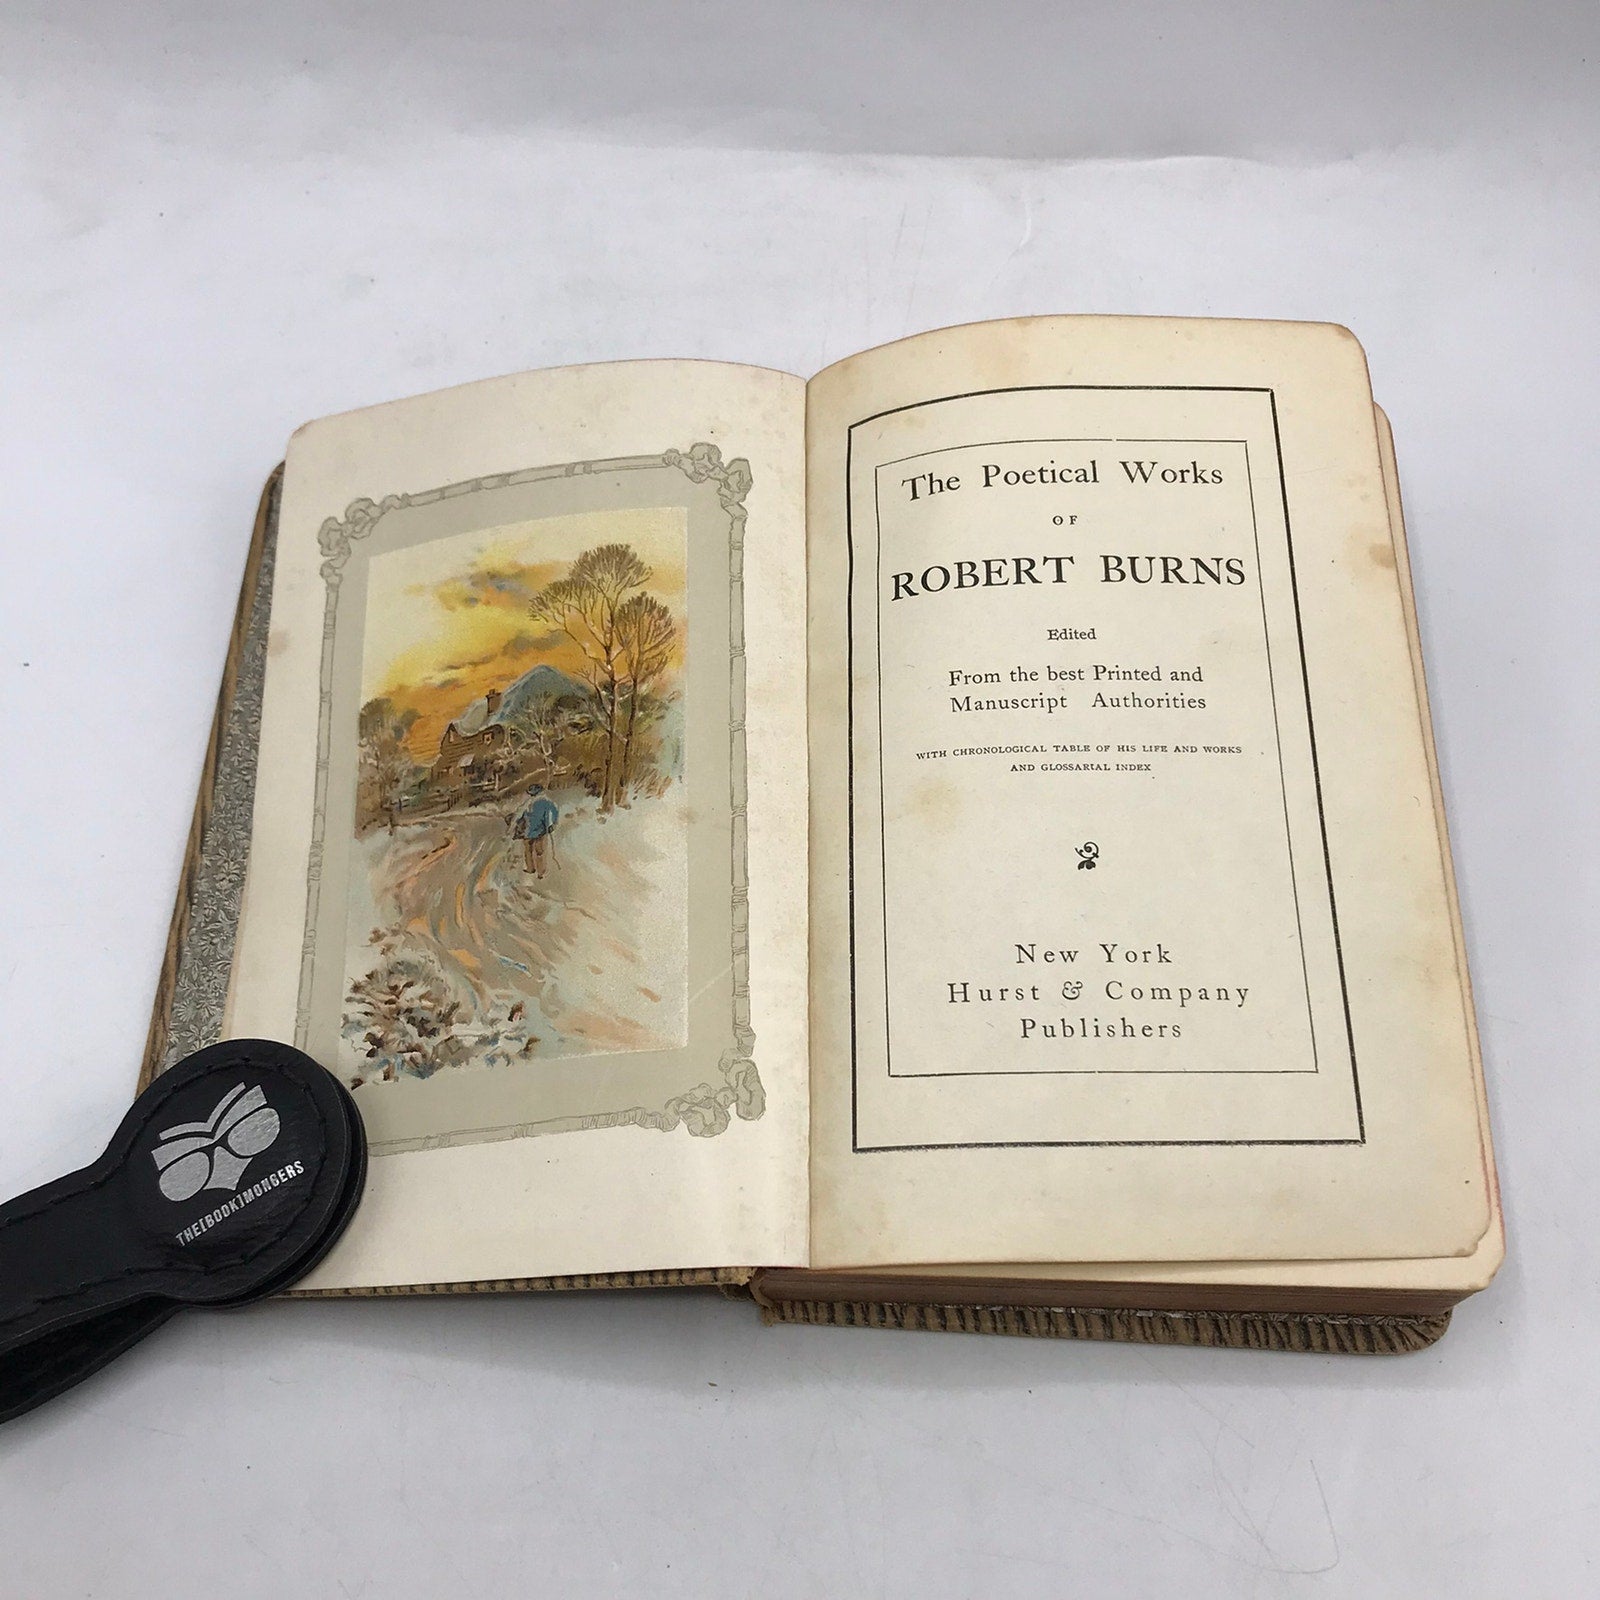 The Poetical Works
OF
ROBERT BURNS
Edited
From the best Printed and
Manuscript Authorities
WITH CHRONOLOGICAL TABLE OF HIS LIFE AND WORKS
AND GLOSSARIAL INDEX
New York
Hurst & Company
Publishers
THE[BOOK]MONGERS